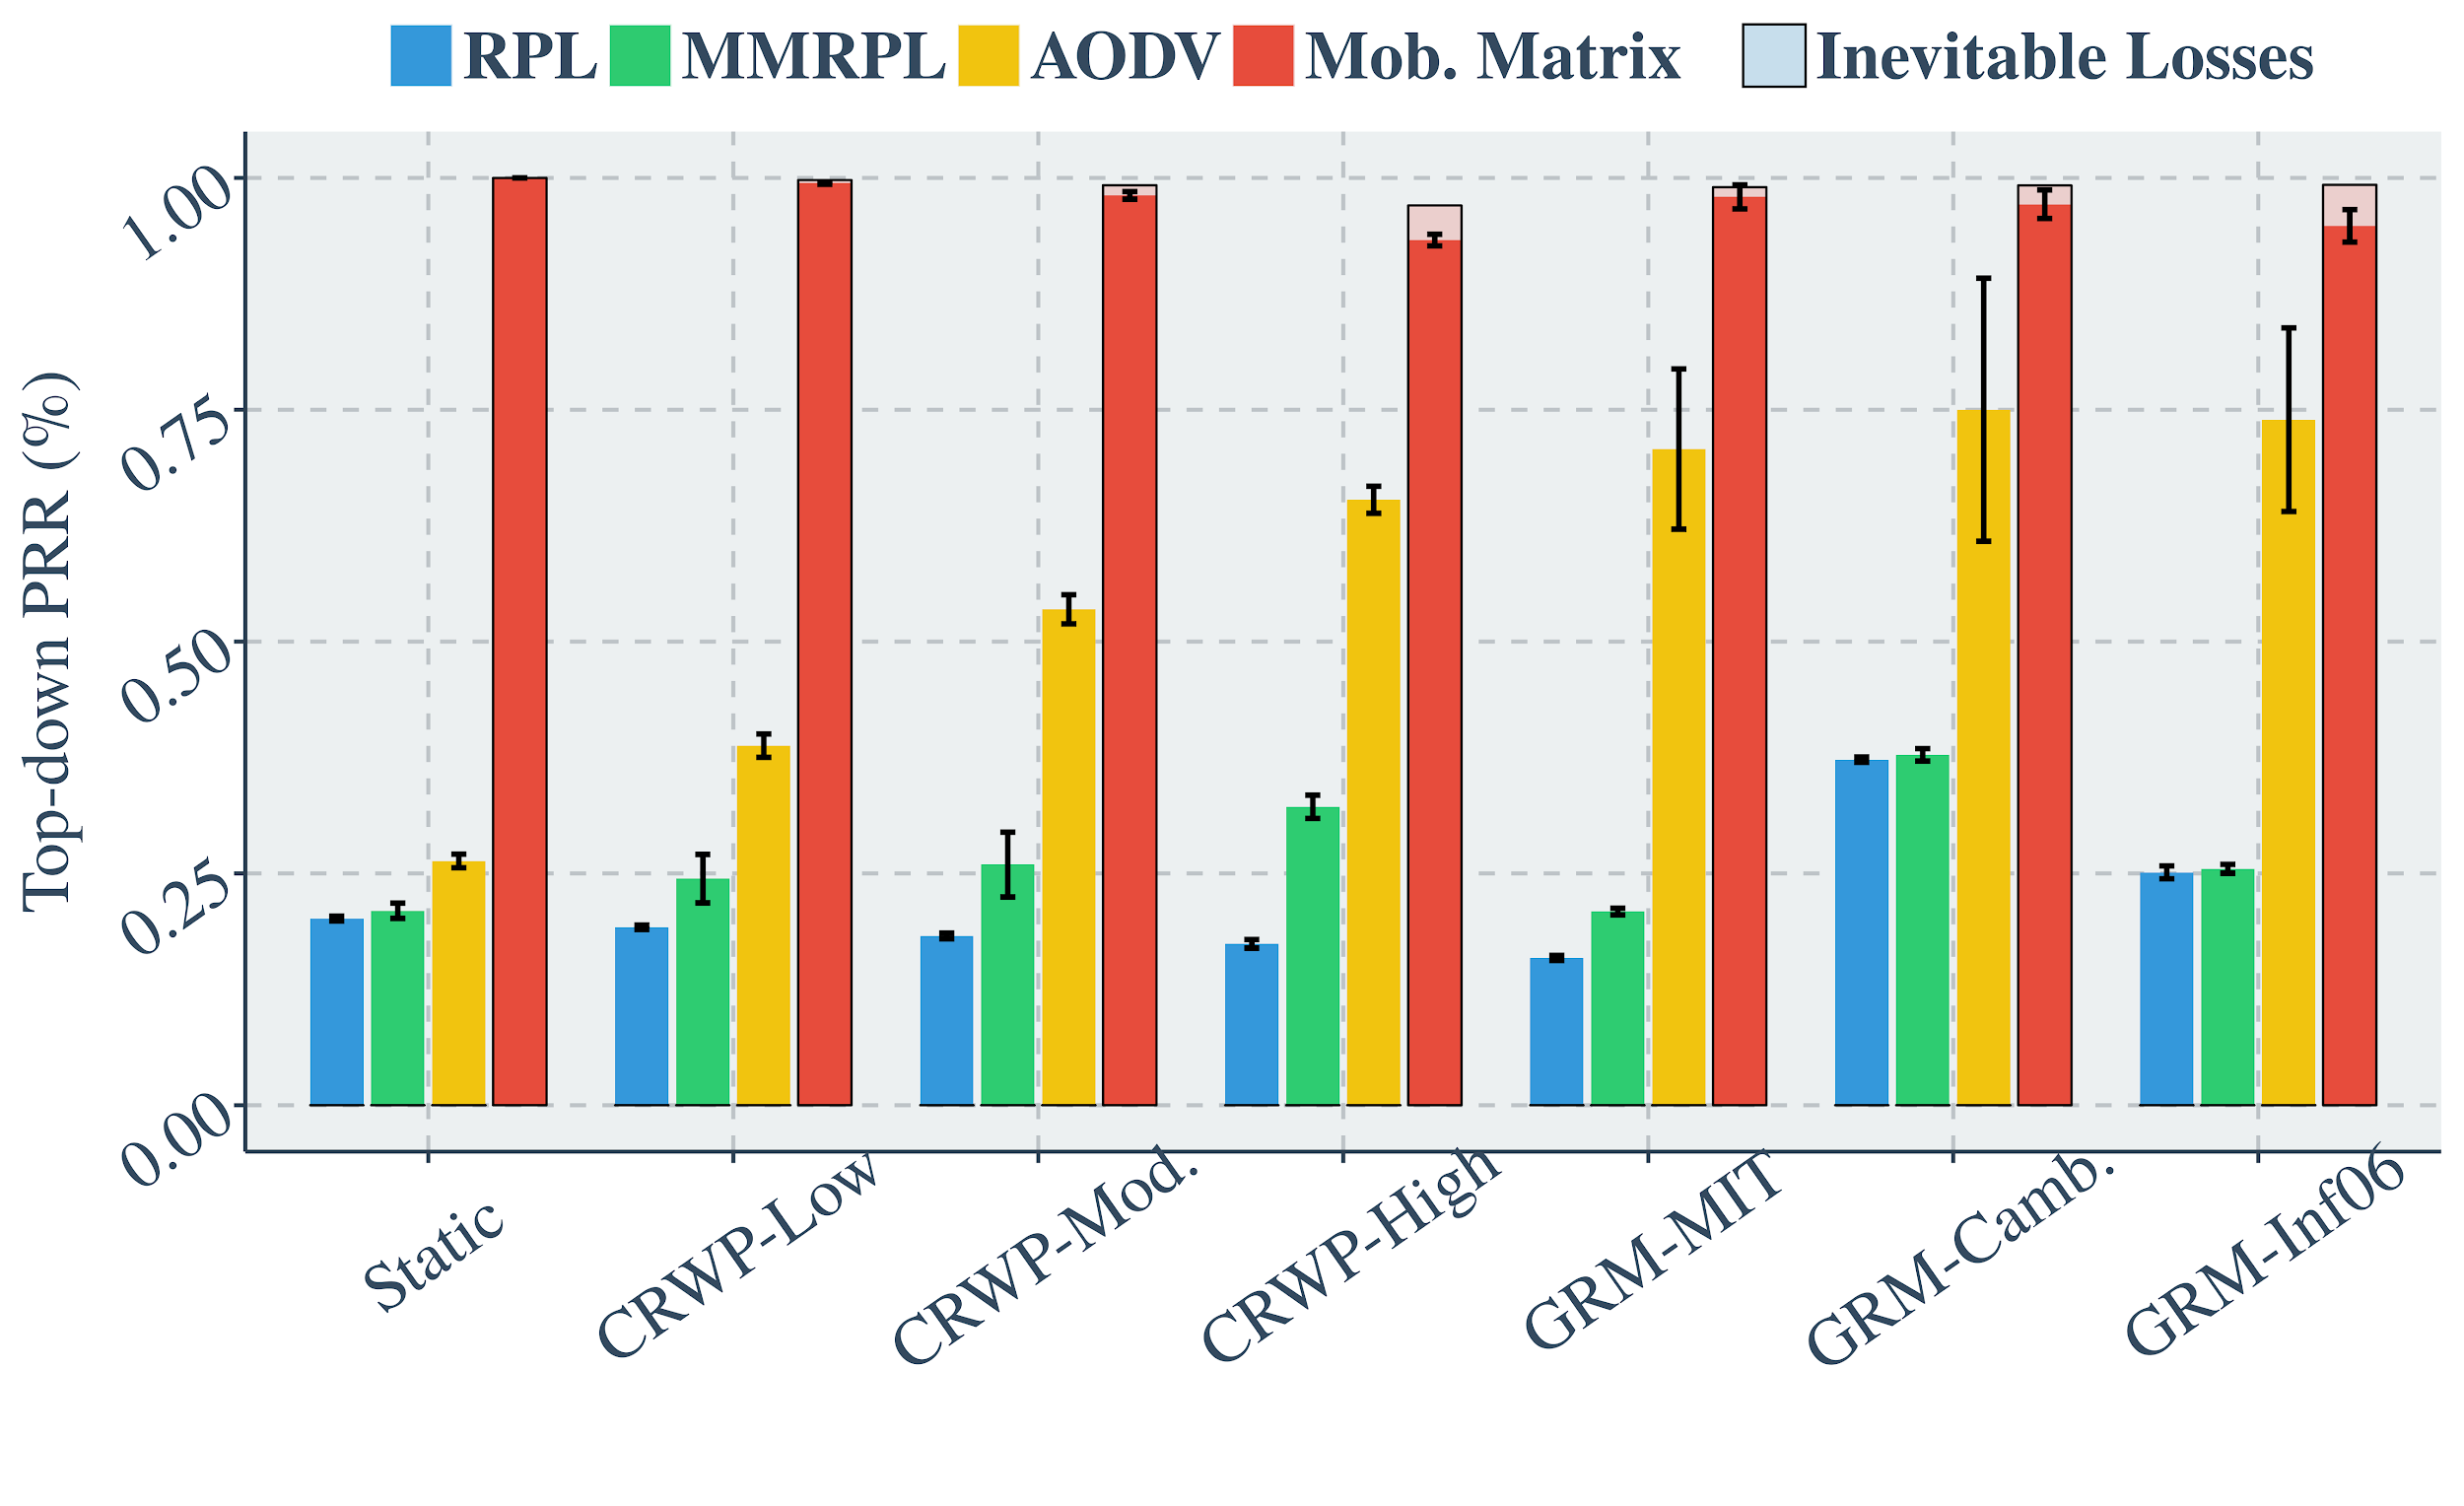 RPL MMRPL AODV Mob. Matrix Inevitable Losses
Top-down PRR (%)
1.00
0.75
0.50
0.25
0.00
Static CRWP-Low CRWP-Mod. CRWP-High GRM-MIT GRM-Camb. GRM-Inf06